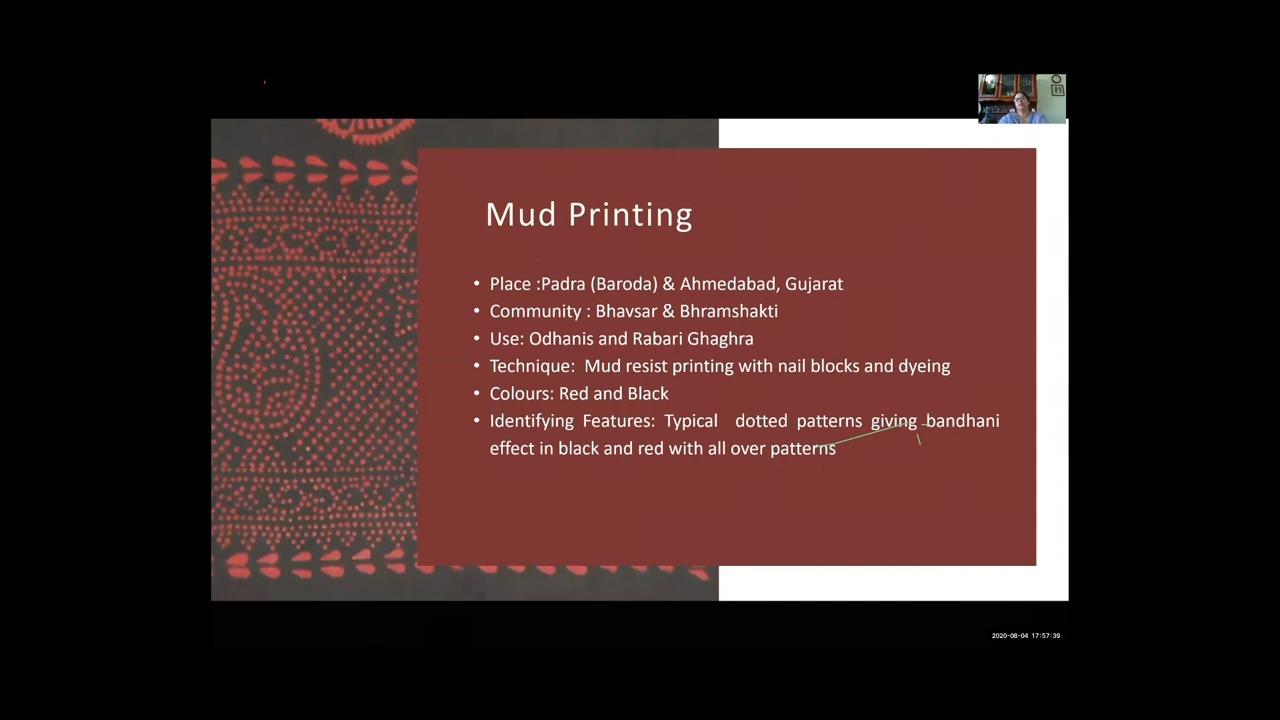 Mud Printing
• Place :Padra (Baroda) & Ahmedabad, Gujarat
• Community : Bhavsar & Bhramshakti
• Use: Odhanis and Rabari Ghaghra
• Technique: Mud resist printing with nail blocks and dyeing
• Colours: Red and Black
• Identifying Features: Typical dotted patterns giving bandhani
effect in black and red with all over patterns
2020-08-04 17:57:39